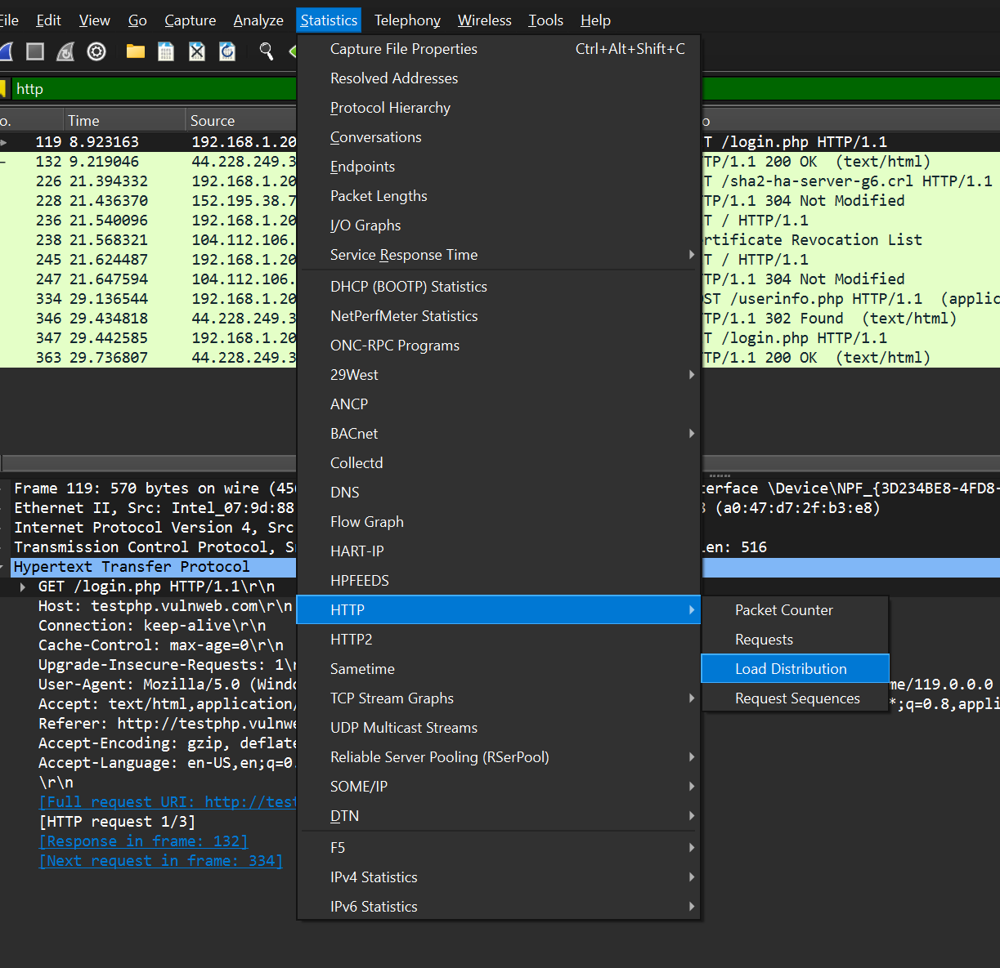 File Edit View Go Capture Analyze Statistics Telephony Wireless Tools Help
http
o. Time Source o
119 8.923163 192.168.1.20 T /login.php HTTP/1.1
132 9.219046 44.228.249.3 TP/1.1 200 OK (text/html)
226 21.394332 192.168.1.20 T /sha2-ha-server-g6.crl HTTP/1.1
228 21.436370 152.195.38.7 TP/1.1 304 Not Modified
236 21.540096 192.168.1.20 T / HTTP/1.1
238 21.568321 104.112.106. rtificate Revocation List
245 21.624487 192.168.1.20 T / HTTP/1.1
247 21.647594 104.112.106. TP/1.1 304 Not Modified
334 29.136544 192.168.1.20 ST /userinfo.php HTTP/1.1 (applic
346 29.434818 44.228.249.3 TP/1.1 302 Found (text/html)
347 29.442585 192.168.1.20 T /login.php HTTP/1.1
363 29.736807 44.228.249.3 TP/1.1 200 OK (text/html)
Capture File Properties Ctrl+Alt+Shift+C
Resolved Addresses
Protocol Hierarchy
Conversations
Endpoints
Packet Lengths
I/O Graphs
Service Response Time
DHCP (BOOTP) Statistics
NetPerfMeter Statistics
ONC-RPC Programs
29West
ANCP
BACnet
Collectd
DNS
Flow Graph
HART-IP
HPFEEDS
HTTP
HTTP2
Sametime
TCP Stream Graphs
UDP Multicast Streams
Reliable Server Pooling (RSerPool)
SOME/IP
DTN
F5
IPv4 Statistics
IPv6 Statistics
Packet Counter
Requests
Load Distribution
Request Sequences
Frame 119: 570 bytes on wire (456 terface \Device\NPF_{3D234BE8-4FD8-
Ethernet II, Src: Intel_07:9d:88 (a0:47:d7:2f:b3:e8)
Internet Protocol Version 4, Src
Transmission Control Protocol, S Len: 516
Hypertext Transfer Protocol
GET /login.php HTTP/1.1\r\n
Host: testphp.vulnweb.com\r\n
Connection: keep-alive\r\n
Cache-Control: max-age=0\r\n
Upgrade-Insecure-Requests: 1\r
User-Agent: Mozilla/5.0 (Windo me/119.0.0.0
Accept: text/html,application/ *;q=0.8,appli
Referer: http://testphp.vulnwe
Accept-Encoding: gzip, deflate
Accept-Language: en-US,en;q=0.
\r\n
[Full request URI: http://test
[HTTP request 1/3]
[Response in frame: 132]
[Next request in frame: 334]